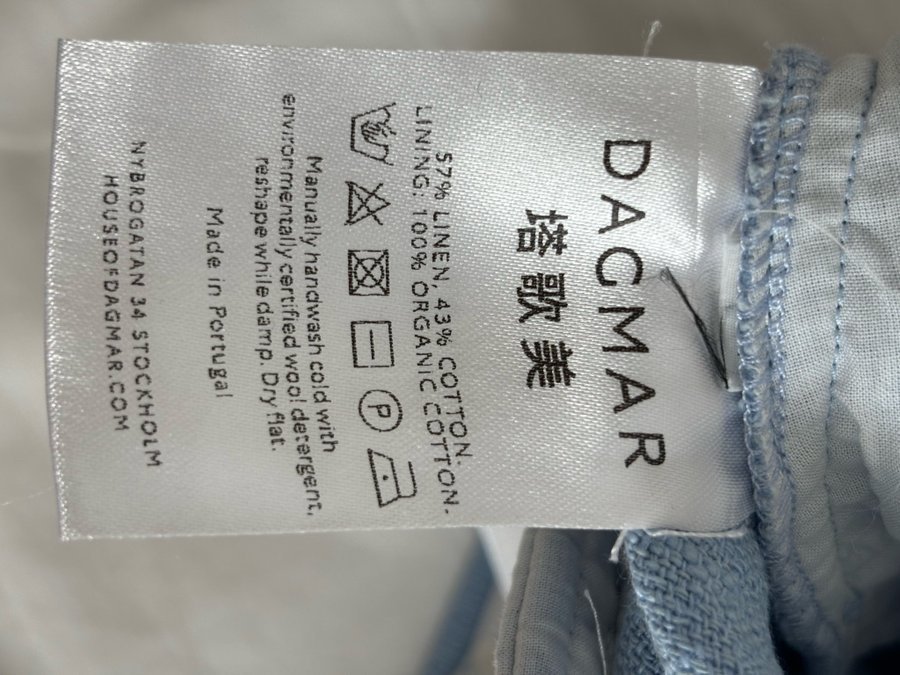 DAGMAR
塔歌美
57% LINEN, 43% COTTON.
LINING: 100% ORGANIC COTTON.
P
Manually handwash cold with
environmentally certified wool detergent,
reshape while damp. Dry flat.
Made in Portugal
NYBROGATAN 34 STOCKHOLM
HOUSEOFDAGMAR.COM